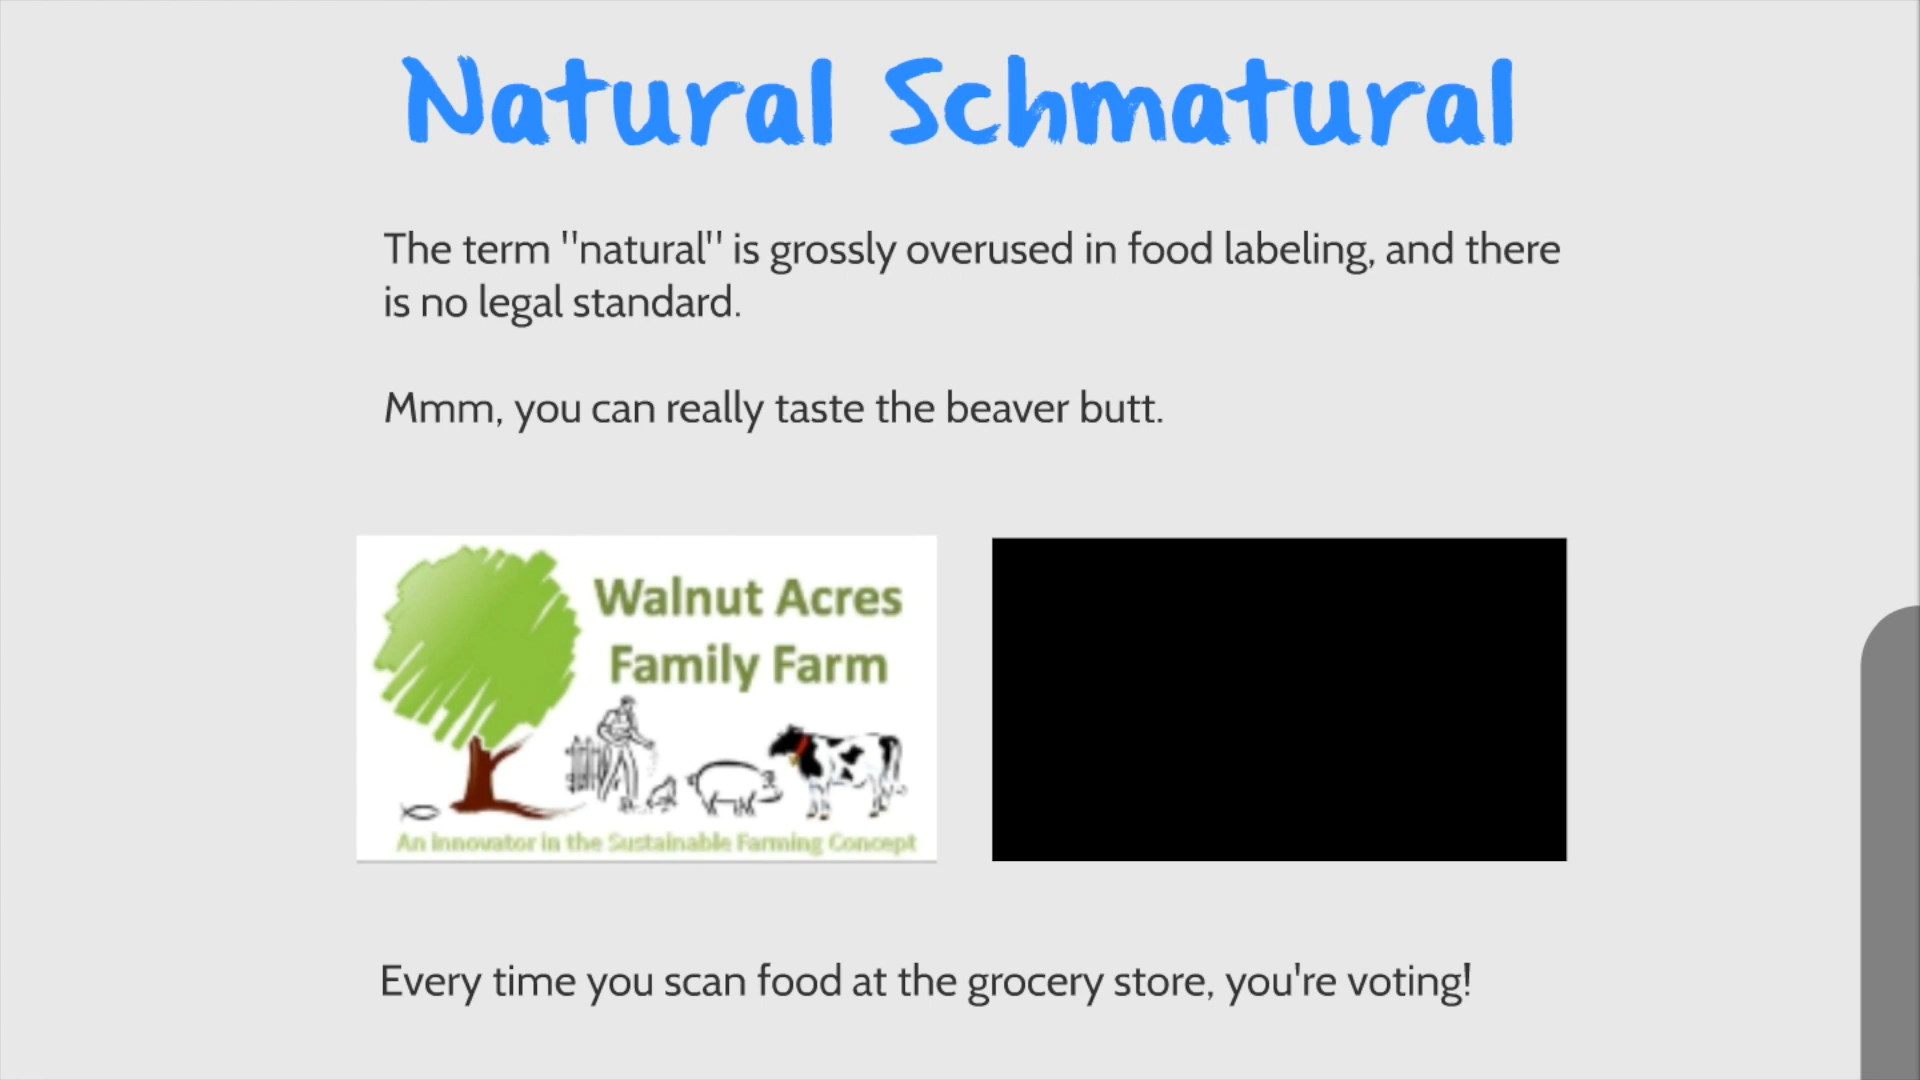 Natural Schmatural
The term "natural" is grossly overused in food labeling, and there
is no legal standard.
Mmm, you can really taste the beaver butt.
Walnut Acres
Family Farm
An Innovator in the Sustainable Farming Concept
Every time you scan food at the grocery store, you're voting!